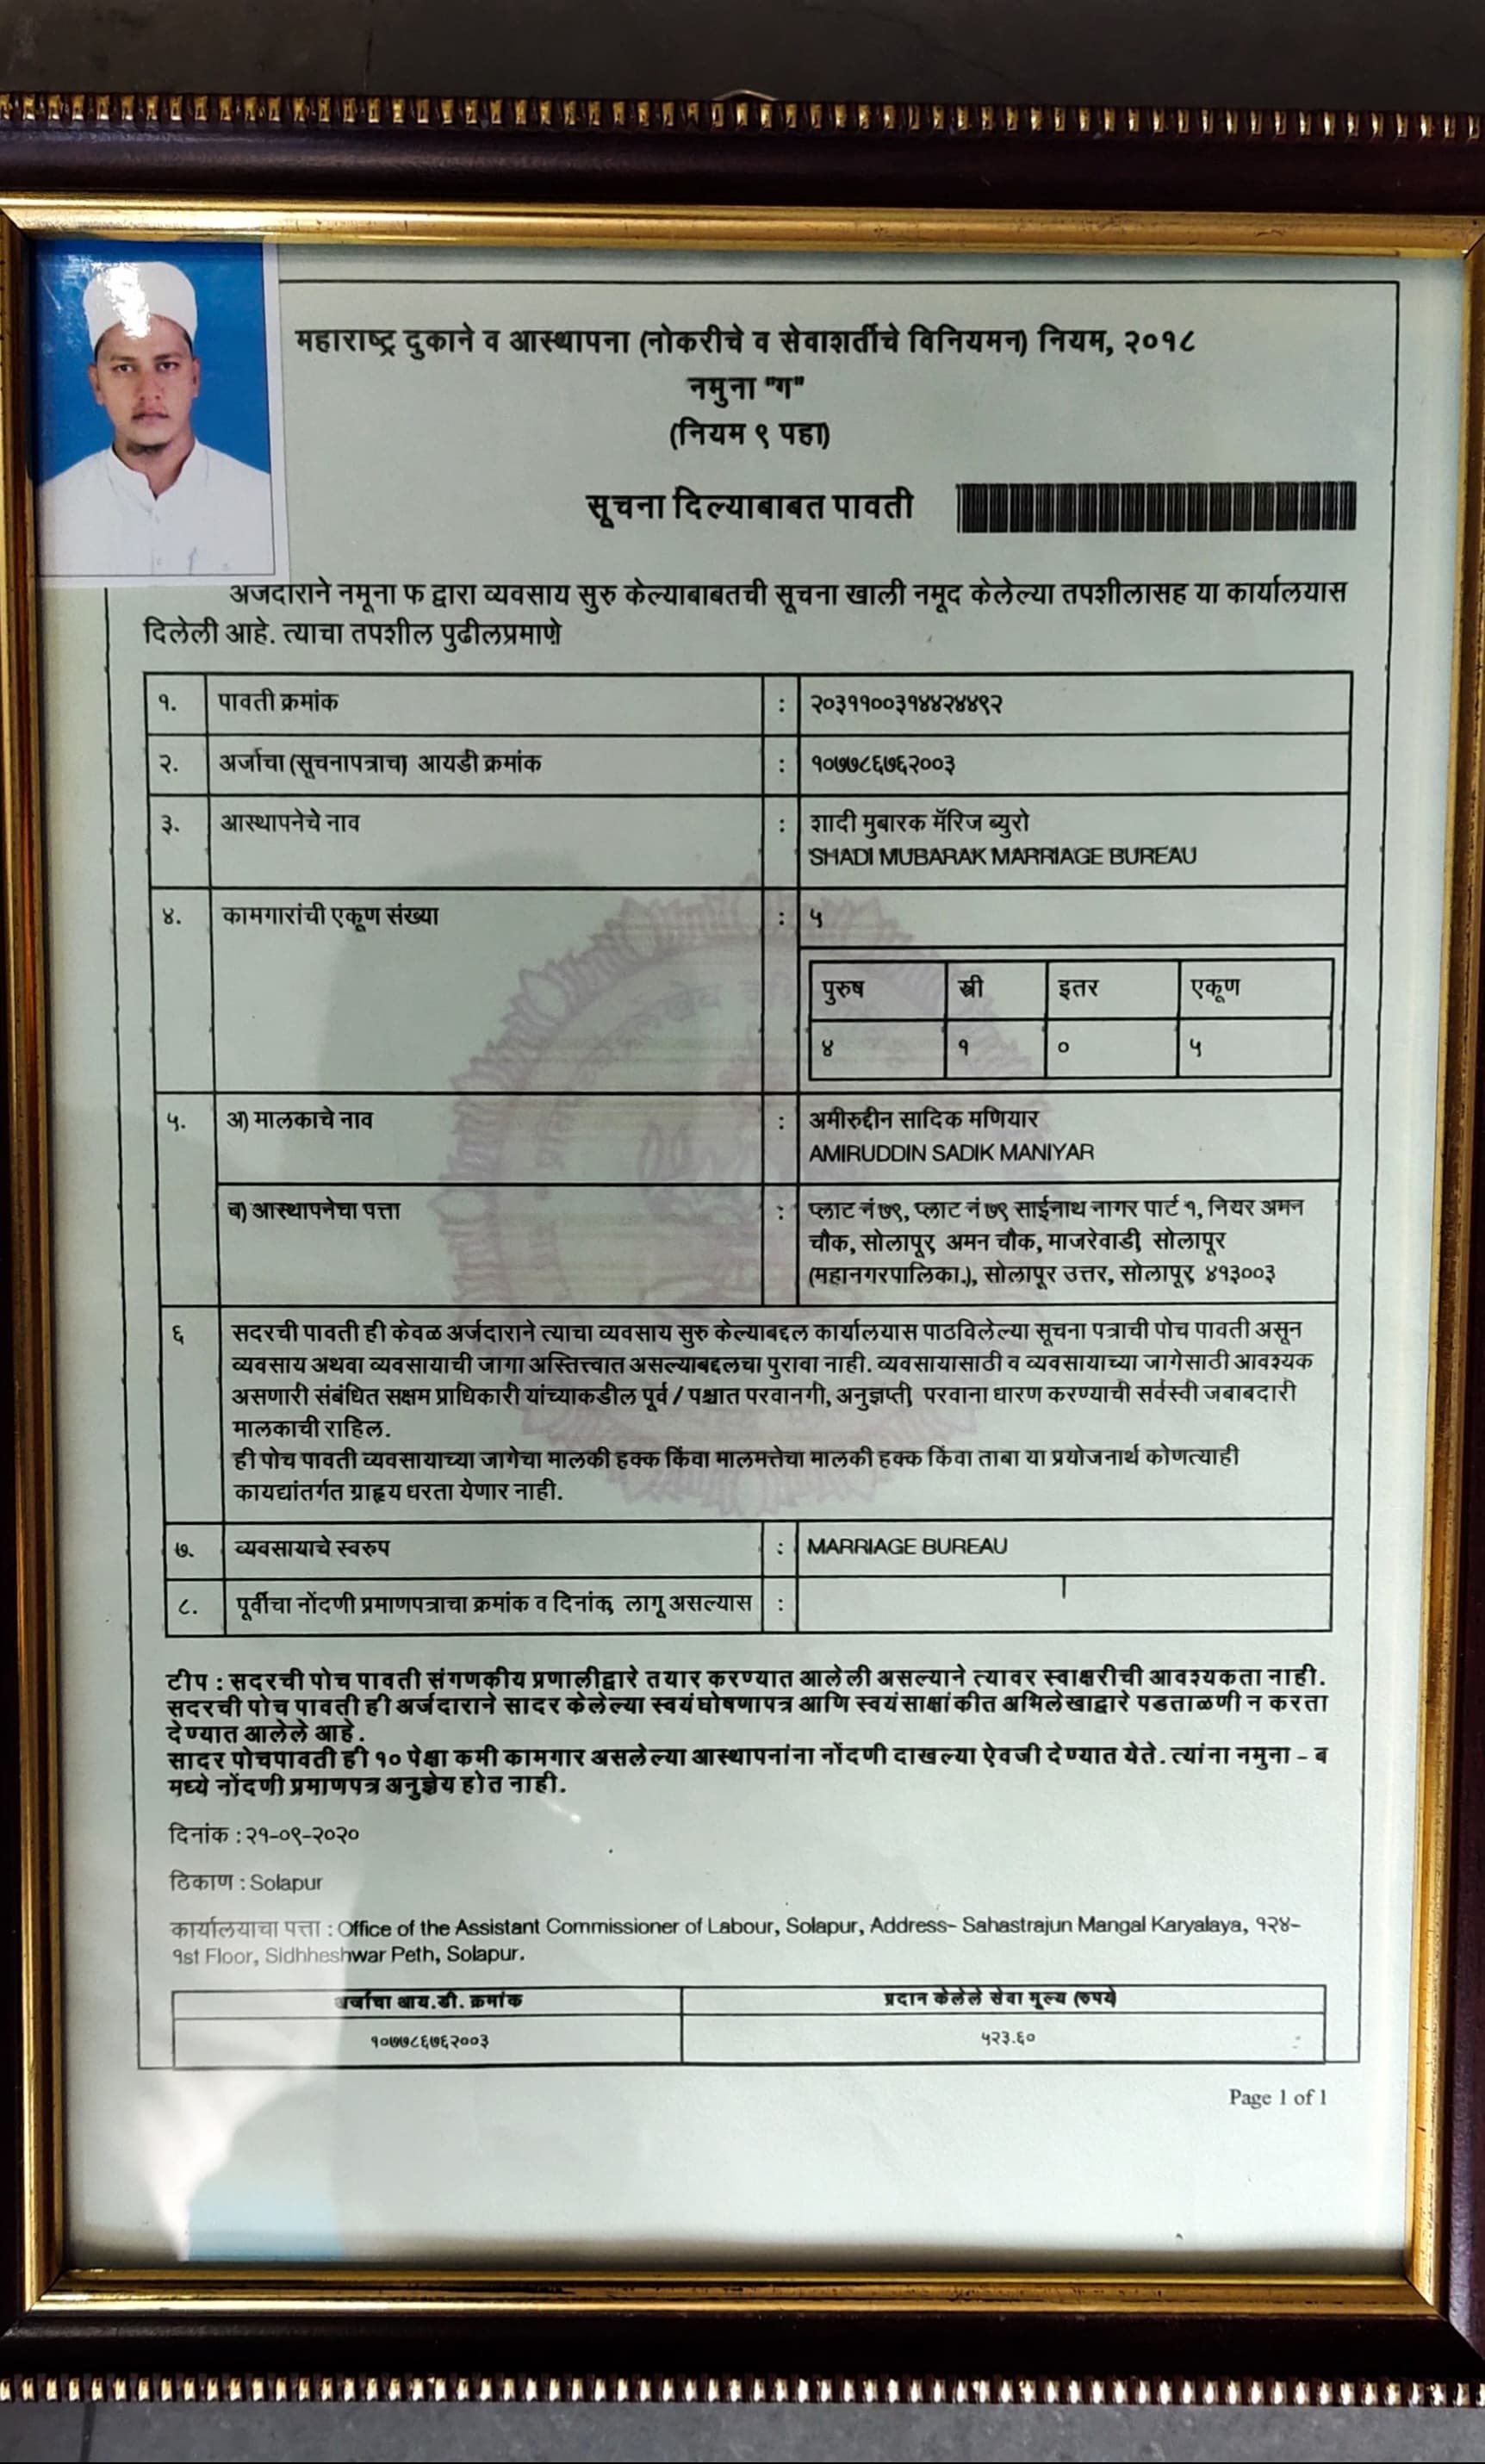 महाराष्ट्र दुकाने व आस्थापना (नोकरीचे व सेवाशर्तीचे विनियमन) नियम, २०१८
नमुना "ग"
(नियम ९ पहा)
सूचना दिल्याबाबत पावती
अजदाराने नमूना फ द्वारा व्यवसाय सुरु केल्याबाबतची सूचना खाली नमूद केलेल्या तपशीलासह या कार्यालयास
दिलेली आहे. त्याचा तपशील पुढीलप्रमाणे
१. पावती क्रमांक : २०३११००३१४४२४४९२
२. अर्जाचा (सूचनापत्राच) आयडी क्रमांक : १०७७८६७६२००३
३. आस्थापनेचे नाव : शादी मुबारक मॅरिज ब्युरो
SHADI MUBARAK MARRIAGE BUREAU
४. कामगारांची एकूण संख्या : ५
पुरुष स्त्री इतर एकूण
४ १ ० ५
५. अ) मालकाचे नाव : अमीरुद्दीन सादिक मणियार
AMIRUDDIN SADIK MANIYAR
ब) आस्थापनेचा पत्ता : प्लाट नं ७९, प्लाट नं ७९ साईनाथ नागर पार्ट १, नियर अमन
चौक, सोलापूर, अमन चौक, माजरेवाडी, सोलापूर
(महानगरपालिका.), सोलापूर उत्तर, सोलापूर, ४१३००३
६ सदरची पावती ही केवळ अर्जदाराने त्याचा व्यवसाय सुरु केल्याबद्दल कार्यालयास पाठविलेल्या सूचना पत्राची पोच पावती असून
व्यवसाय अथवा व्यवसायाची जागा अस्तित्त्वात असल्याबद्दलचा पुरावा नाही. व्यवसायासाठी व व्यवसायाच्या जागेसाठी आवश्यक
असणारी संबंधित सक्षम प्राधिकारी यांच्याकडील पूर्व / पश्चात परवानगी, अनुज्ञप्ती, परवाना धारण करण्याची सर्वस्वी जबाबदारी
मालकाची राहिल.
ही पोच पावती व्यवसायाच्या जागेचा मालकी हक्क किंवा मालमत्तेचा मालकी हक्क किंवा ताबा या प्रयोजनार्थ कोणत्याही
कायद्यांतर्गत ग्राह्य धरता येणार नाही.
७. व्यवसायाचे स्वरुप : MARRIAGE BUREAU
८. पूर्वीचा नोंदणी प्रमाणपत्राचा क्रमांक व दिनांक, लागू असल्यास :
टीप : सदरची पोच पावती संगणकीय प्रणालीद्वारे तयार करण्यात आलेली असल्याने त्यावर स्वाक्षरीची आवश्यकता नाही.
सदरची पोच पावती ही अर्जदाराने सादर केलेल्या स्वयंघोषणापत्र आणि स्वयंसाक्षांकीत अभिलेखाद्वारे पडताळणी न करता
देण्यात आलेले आहे.
सादर पोचपावती ही १० पेक्षा कमी कामगार असलेल्या आस्थापनांना नोंदणी दाखल्या ऐवजी देण्यात येते. त्यांना नमुना – ब
मध्ये नोंदणी प्रमाणपत्र अनुज्ञेय होत नाही.
दिनांक : २१-०९-२०२०
ठिकाण : Solapur
कार्यालयाचा पत्ता : Office of the Assistant Commissioner of Labour, Solapur, Address- Sahastrajun Mangal Karyalaya, १२४-
१st Floor, Sidhheshwar Peth, Solapur.
अर्जाचा आय.डी. क्रमांक प्रदान केलेले सेवा मूल्य (रुपये)
१०७७८६७६२००३ ५२३.६०
Page 1 of 1